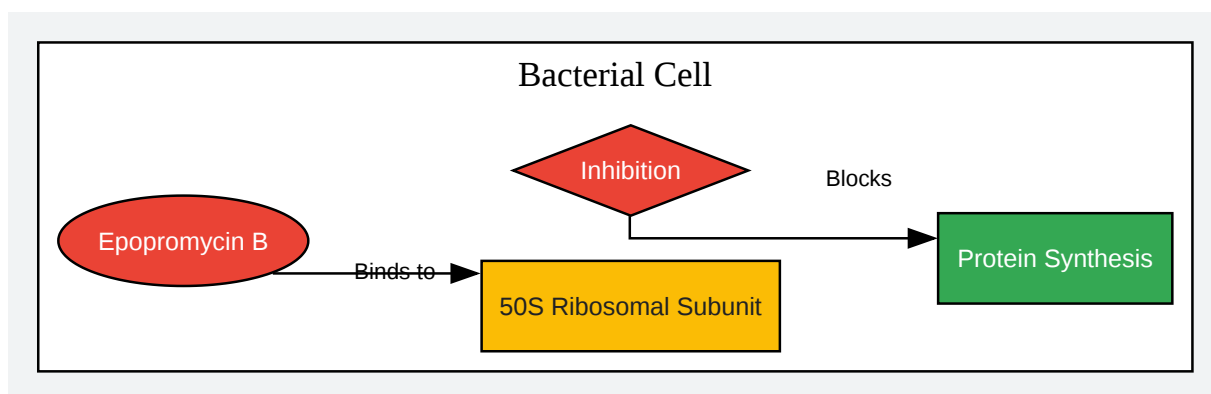 Bacterial Cell
Inhibition
Blocks
Epopromycin B
Binds to
Protein Synthesis
50S Ribosomal Subunit